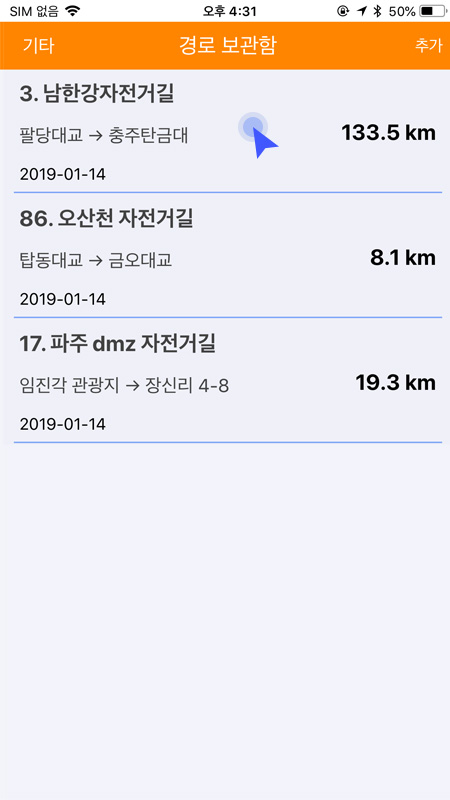 SIM 없음 오후 4:31 50%
기타 경로 보관함 추가
3. 남한강자전거길
팔당대교 → 충주탄금대 133.5 km
2019-01-14
86. 오산천 자전거길
탑동대교 → 금오대교 8.1 km
2019-01-14
17. 파주 dmz 자전거길
임진각 관광지 → 장신리 4-8 19.3 km
2019-01-14